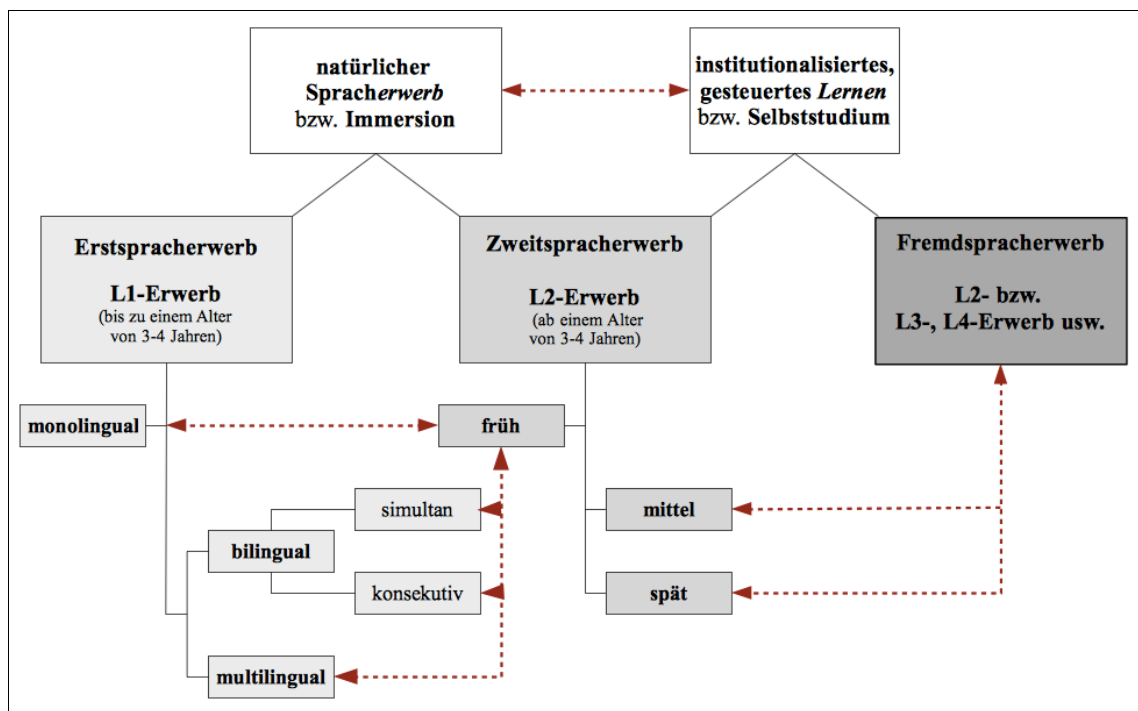 natürlicher
Spracherwerb
bzw. Immersion
institutionalisiertes,
gesteuertes Lernen
bzw. Selbststudium
Erstspracherwerb
L1-Erwerb
(bis zu einem Alter
von 3-4 Jahren)
Zweitspracherwerb
L2-Erwerb
(ab einem Alter
von 3-4 Jahren)
Fremdspracherwerb
L2- bzw.
L3-, L4-Erwerb usw.
monolingual
früh
simultan
mittel
bilingual
konsekutiv
spät
multilingual